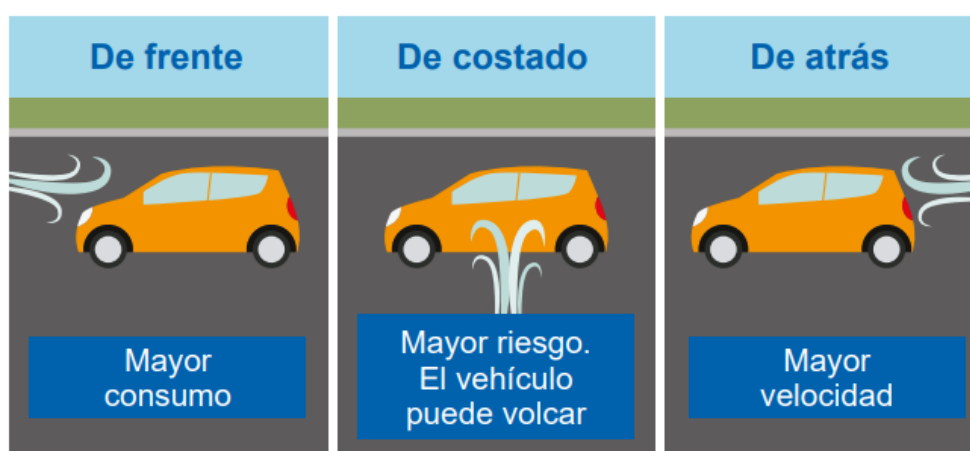 De frente
De costado
De atrás
Mayor
consumo
Mayor riesgo.
El vehículo
puede volcar
Mayor
velocidad